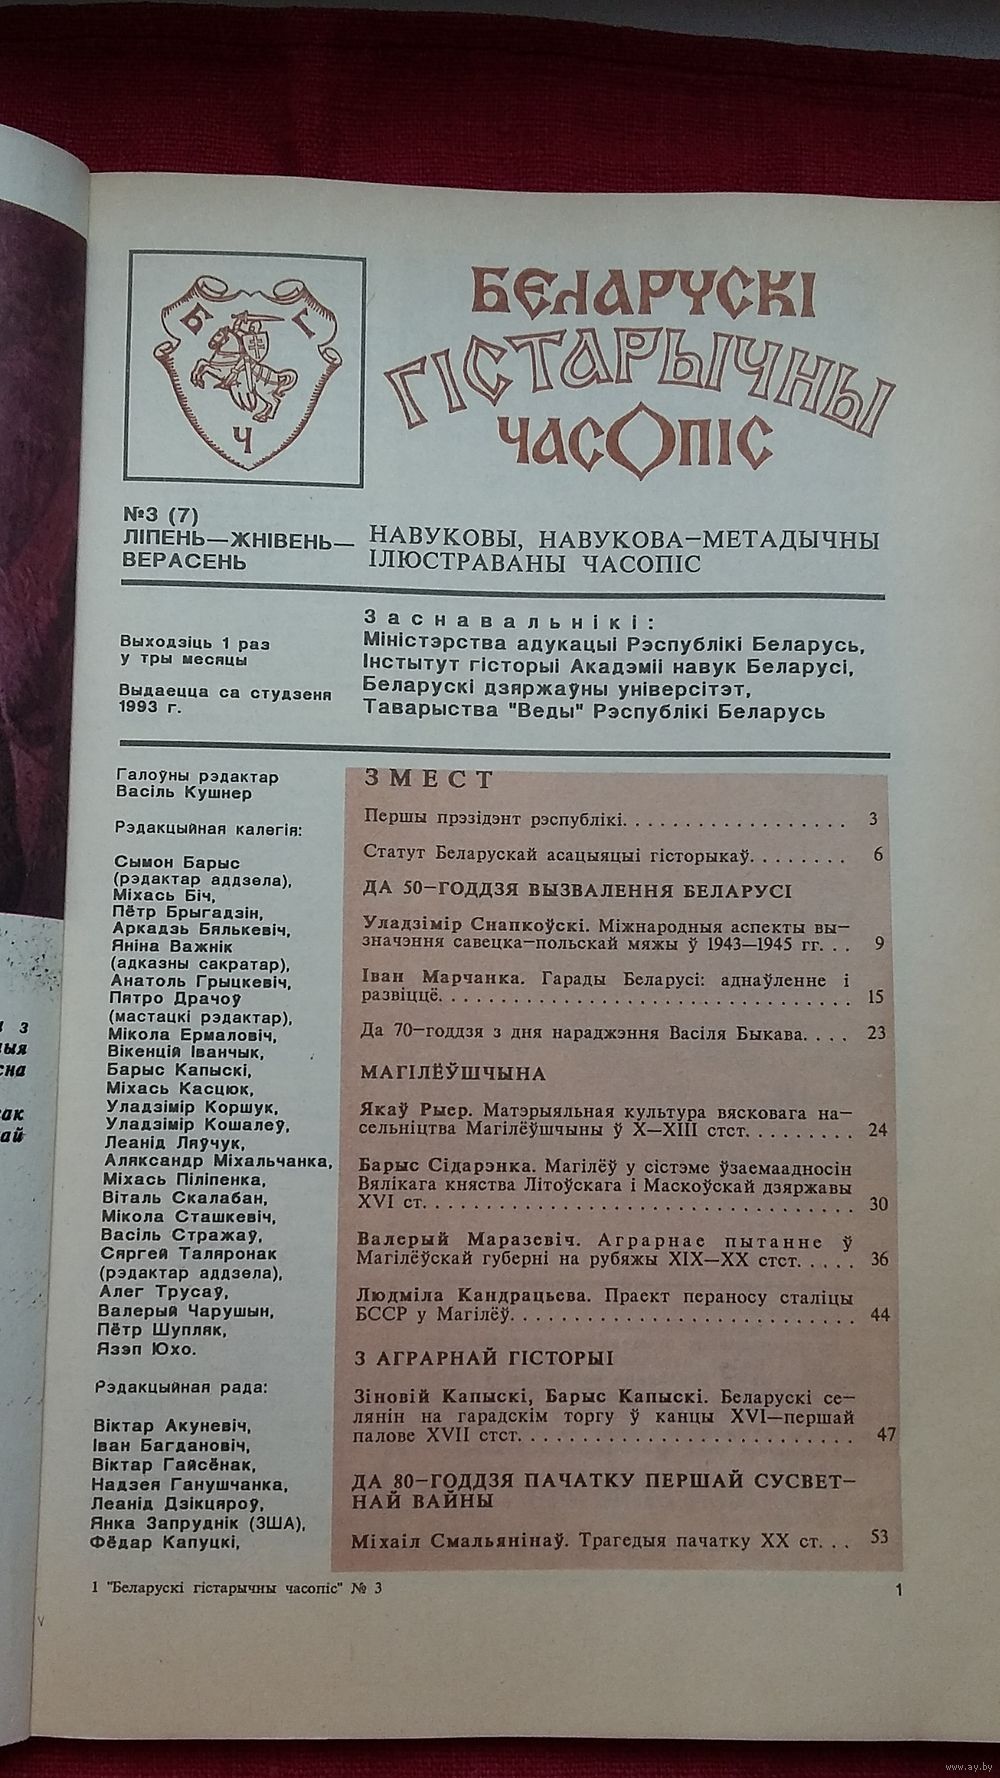 Б Г
Ч
БЕЛАРУСКІ
ГІСТАРЫЧНЫ
ЧАСОПІС
№3 (7)
ЛІПЕНЬ—ЖНІВЕНЬ—
ВЕРАСЕНЬ
НАВУКОВЫ, НАВУКОВА—МЕТАДЫЧНЫ
ІЛЮСТРАВАНЫ ЧАСОПІС
Выходзіць 1 раз
у тры месяцы
Выдаецца са студзеня
1993 г.
Заснавальнікі:
Міністэрства адукацыі Рэспублікі Беларусь,
Інстытут гісторыі Акадэміі навук Беларусі,
Беларускі дзяржаўны універсітэт,
Таварыства "Веды" Рэспублікі Беларусь
Галоўны рэдактар
Васіль Кушнер
Рэдакцыйная калегія:
Сымон Барыс
(рэдактар аддзела),
Міхась Біч,
Пётр Брыгадзін,
Аркадзь Бялькевіч,
Яніна Важнік
(адказны сакратар),
Анатоль Грыцкевіч,
Пятро Драчоў
(мастацкі рэдактар),
Мікола Ермаловіч,
Вікенцій Іванчык,
Барыс Капыскі,
Міхась Касцюк,
Уладзімір Коршук,
Уладзімір Кошалеў,
Леанід Ляўчук,
Аляксандр Міхальчанка,
Міхась Піліпенка,
Віталь Скалабан,
Мікола Сташкевіч,
Васіль Стражаў,
Сяргей Таляронак
(рэдактар аддзела),
Алег Трусаў,
Валерый Чарушын,
Пётр Шупляк,
Язэп Юхо.
Рэдакцыйная рада:
Віктар Акуневіч,
Іван Багдановіч,
Віктар Гайсёнак,
Надзея Ганушчанка,
Леанід Дзікцяроў,
Янка Запруднік (ЗША),
Фёдар Капуцкі,
ЗМЕСТ
Першы прэзідэнт рэспублікі. . . . . . . . . . . . . . . . . . 3
Статут Беларускай асацыяцыі гісторыкаў. . . . . . . . 6
ДА 50—ГОДДЗЯ ВЫЗВАЛЕННЯ БЕЛАРУСІ
Уладзімір Снапкоўскі. Міжнародныя аспекты вы—
значэння савецка—польскай мяжы ў 1943—1945 гг. . . 9
Іван Марчанка. Гарады Беларусі: аднаўленне і
развіццё. . . . . . . . . . . . . . . . . . . . . . . . . . . . . . . . . 15
Да 70—годдзя з дня нараджэння Васіля Быкава. . . . 23
МАГІЛЁЎШЧЫНА
Якаў Рыер. Матэрыяльная культура вясковага на—
сельніцтва Магілёўшчыны ў X—XIII стст. . . . . . . . . 24
Барыс Сідарэнка. Магілёў у сістэме ўзаемаадносін
Вялікага княства Літоўскага і Маскоўскай дзяржавы
XVI ст. . . . . . . . . . . . . . . . . . . . . . . . . . . . . . . . . . . 30
Валерый Маразевіч. Аграрнае пытанне ў
Магілёўскай губерні на рубяжы XIX—XX стст. . . . . 36
Людміла Кандрацьева. Праект пераносу сталіцы
БССР у Магілёў. . . . . . . . . . . . . . . . . . . . . . . . . . . 44
З АГРАРНАЙ ГІСТОРЫІ
Зіновій Капыскі, Барыс Капыскі. Беларускі се—
лянін на гарадскім торгу ў канцы XVI—першай
палове XVII стст. . . . . . . . . . . . . . . . . . . . . . . . . . 47
ДА 80—ГОДДЗЯ ПАЧАТКУ ПЕРШАЙ СУСВЕТ—
НАЙ ВАЙНЫ
Міхаіл Смальянінаў. Трагедыя пачатку XX ст. . . 53
1 "Беларускі гістарычны часопіс" № 3
1
www.ay.by